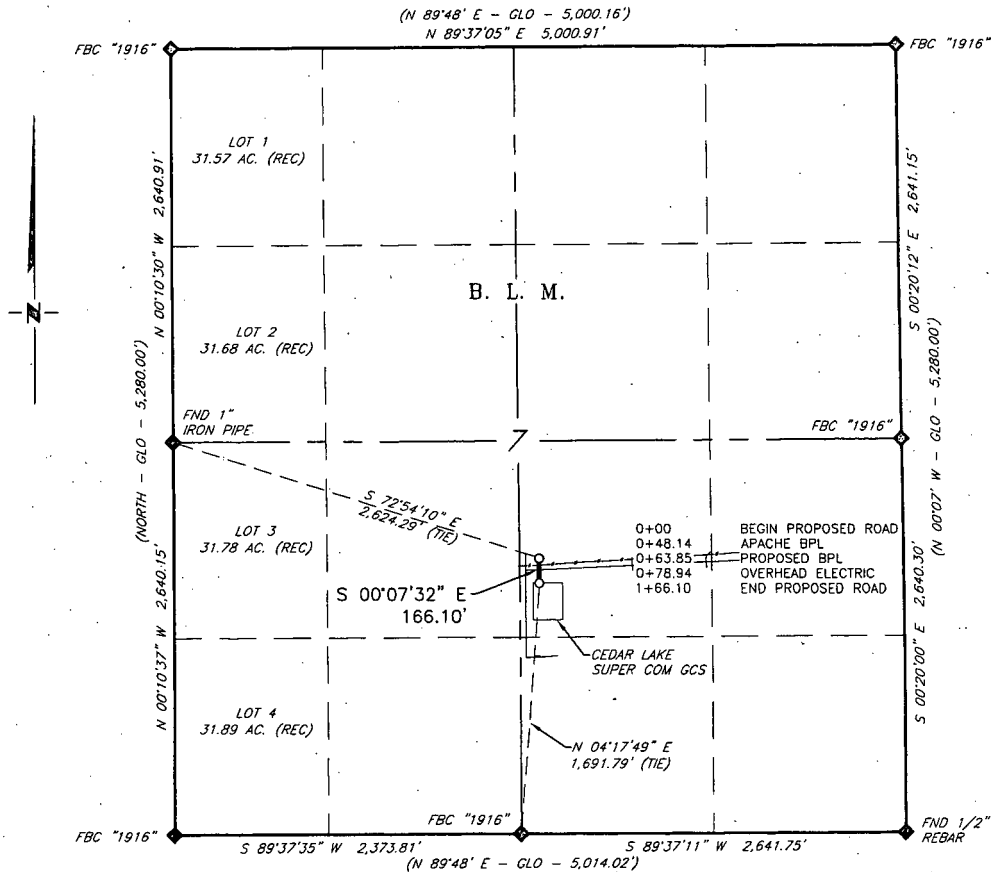 (N 89°48' E - GLO - 5,000.16')
N 89°37'05" E 5,000.91'
FBC "1916"
FBC "1916"
LOT 1
31.57 AC. (REC)
N 00°10'30" W 2,640.91'
S 00°20'12" E 2,641.15'
B. L. M.
Z
LOT 2
31.68 AC. (REC)
(NORTH - GLO - 5,280.00')
(N 00°07' W - GLO - 5,280.00')
FND 1"
IRON PIPE
7
FBC "1916"
S 72°54'10" E
2,624.29' (TIE)
LOT 3
31.78 AC. (REC)
0+00 BEGIN PROPOSED ROAD
0+48.14 APACHE BPL
0+63.85 PROPOSED BPL
0+78.94 OVERHEAD ELECTRIC
1+66.10 END PROPOSED ROAD
S 00°07'32" E
166.10'
N 00°10'37" W 2,640.15'
S 00°20'00" E 2,640.30'
CEDAR LAKE
SUPER COM GCS
LOT 4
31.89 AC. (REC)
N 04°17'49" E
1,691.79' (TIE)
FBC "1916"
FBC "1916"
FND 1/2"
REBAR
S 89°37'35" W 2,373.81'
S 89°37'11" W 2,641.75'
(N 89°48' E - GLO - 5,014.02')